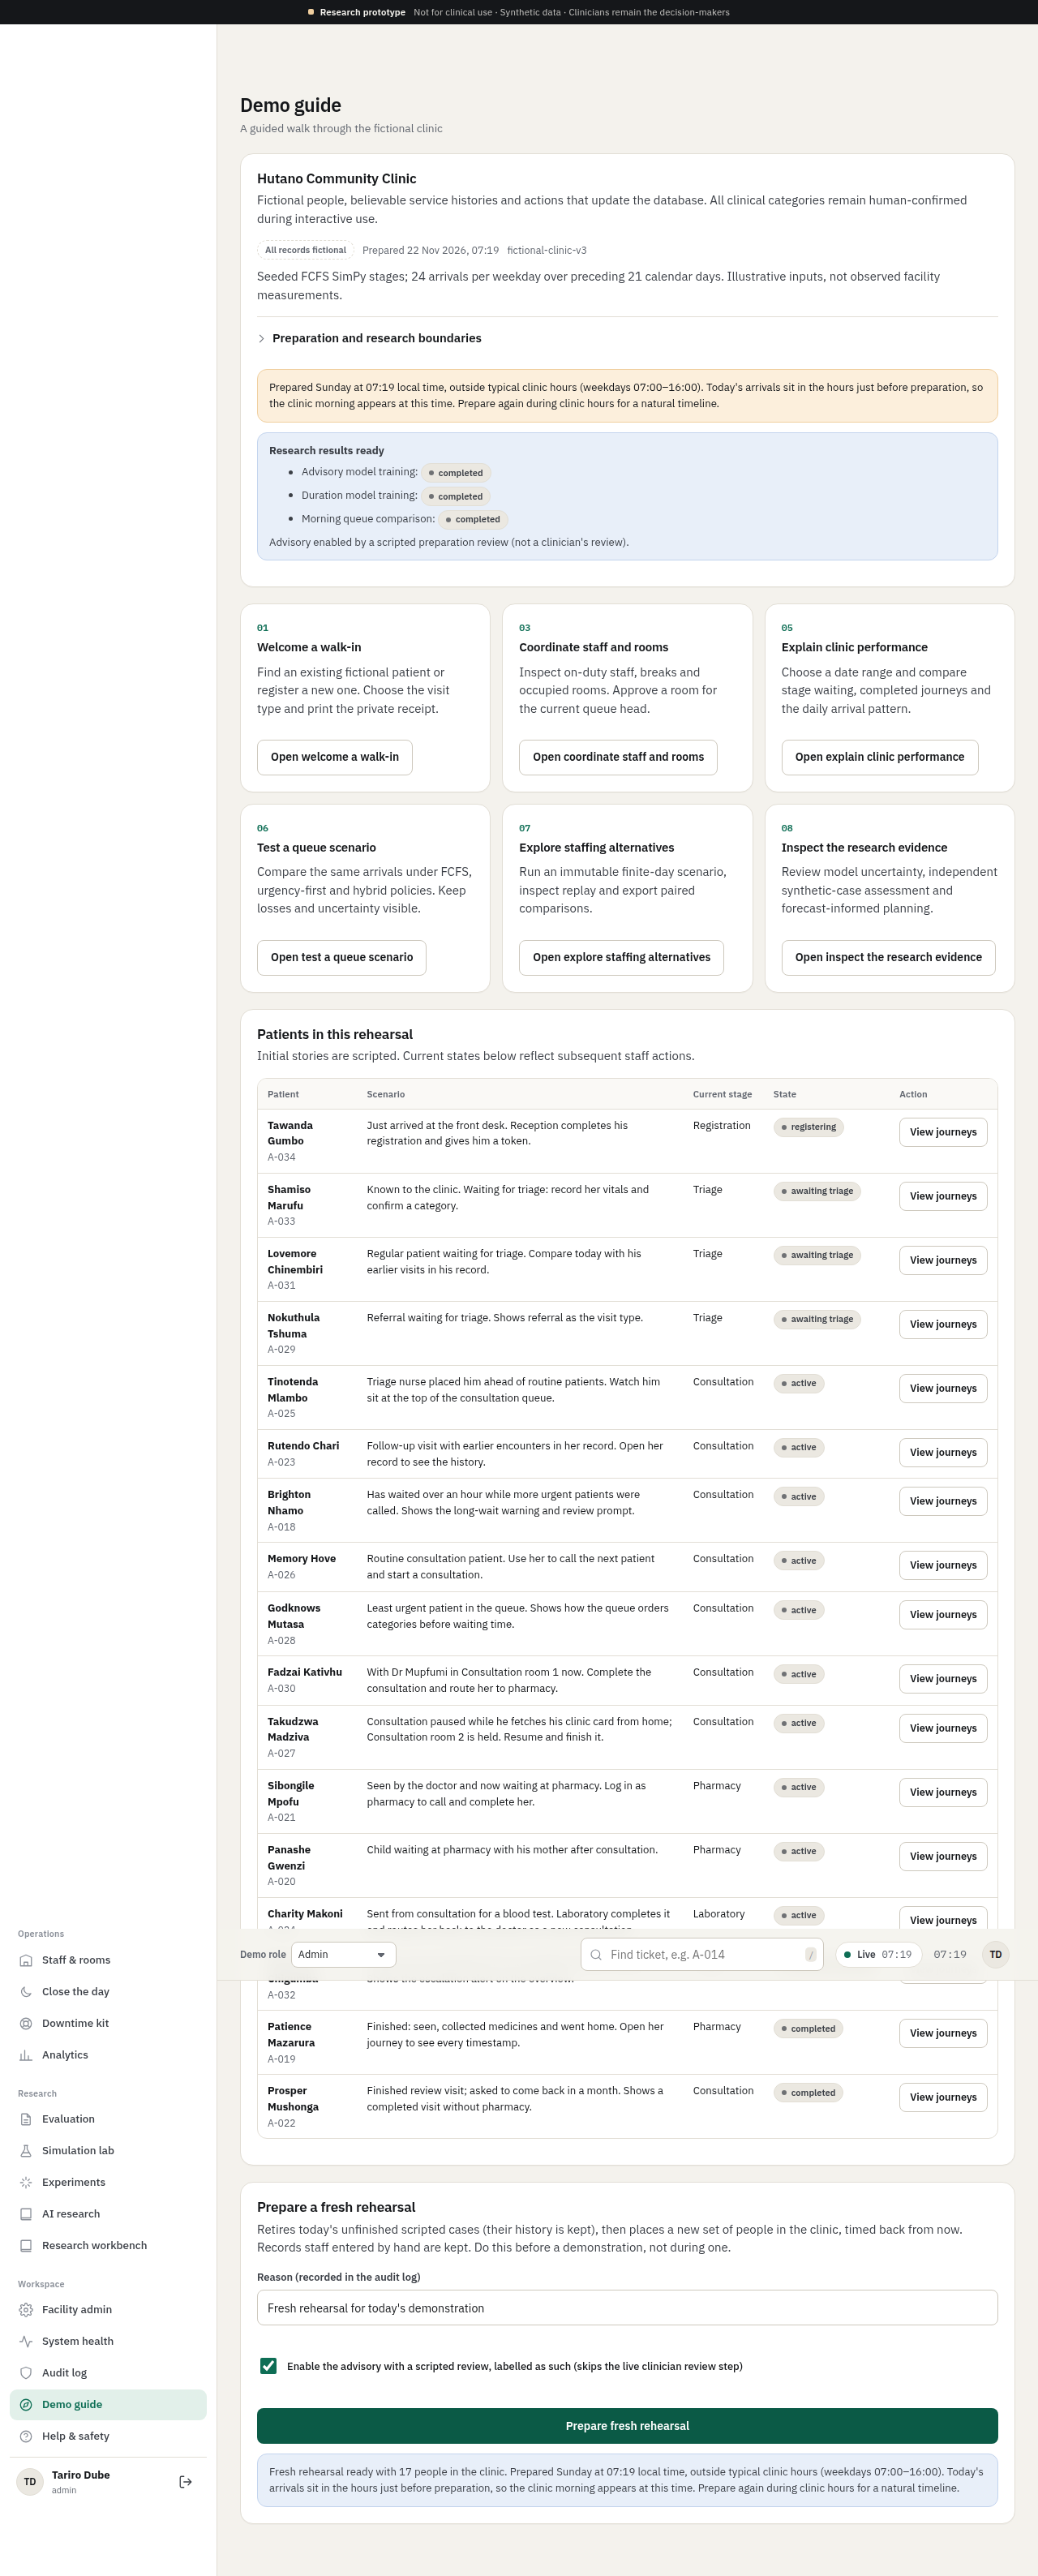 Research prototype Not for clinical use · Synthetic data · Clinicians remain the decision-makers
Demo guide
A guided walk through the fictional clinic
Hutano Community Clinic
Fictional people, believable service histories and actions that update the database. All clinical categories remain human-confirmed
during interactive use.
All records fictional Prepared 22 Nov 2026, 07:19 fictional-clinic-v3
Seeded FCFS SimPy stages; 24 arrivals per weekday over preceding 21 calendar days. Illustrative inputs, not observed facility
measurements.
Preparation and research boundaries
Prepared Sunday at 07:19 local time, outside typical clinic hours (weekdays 07:00–16:00). Today's arrivals sit in the hours just before preparation, so
the clinic morning appears at this time. Prepare again during clinic hours for a natural timeline.
Research results ready
Advisory model training: completed
Duration model training: completed
Morning queue comparison: completed
Advisory enabled by a scripted preparation review (not a clinician's review).
01
Welcome a walk-in
Find an existing fictional patient or
register a new one. Choose the visit
type and print the private receipt.
Open welcome a walk-in
03
Coordinate staff and rooms
Inspect on-duty staff, breaks and
occupied rooms. Approve a room for
the current queue head.
Open coordinate staff and rooms
05
Explain clinic performance
Choose a date range and compare
stage waiting, completed journeys and
the daily arrival pattern.
Open explain clinic performance
06
Test a queue scenario
Compare the same arrivals under FCFS,
urgency-first and hybrid policies. Keep
losses and uncertainty visible.
Open test a queue scenario
07
Explore staffing alternatives
Run an immutable finite-day scenario,
inspect replay and export paired
comparisons.
Open explore staffing alternatives
08
Inspect the research evidence
Review model uncertainty, independent
synthetic-case assessment and
forecast-informed planning.
Open inspect the research evidence
Patients in this rehearsal
Initial stories are scripted. Current states below reflect subsequent staff actions.
Patient Scenario Current stage State Action
Tawanda Just arrived at the front desk. Reception completes his Registration registering View journeys
Gumbo registration and gives him a token.
A-034
Shamiso Known to the clinic. Waiting for triage: record her vitals and Triage awaiting triage View journeys
Marufu confirm a category.
A-033
Lovemore Regular patient waiting for triage. Compare today with his Triage awaiting triage View journeys
Chinembiri earlier visits in his record.
A-031
Nokuthula Referral waiting for triage. Shows referral as the visit type. Triage awaiting triage View journeys
Tshuma
A-029
Tinotenda Triage nurse placed him ahead of routine patients. Watch him Consultation active View journeys
Mlambo sit at the top of the consultation queue.
A-025
Rutendo Chari Follow-up visit with earlier encounters in her record. Open her Consultation active View journeys
A-023 record to see the history.
Brighton Has waited over an hour while more urgent patients were Consultation active View journeys
Nhamo called. Shows the long-wait warning and review prompt.
A-018
Memory Hove Routine consultation patient. Use her to call the next patient Consultation active View journeys
A-026 and start a consultation.
Godknows Least urgent patient in the queue. Shows how the queue orders Consultation active View journeys
Mutasa categories before waiting time.
A-028
Fadzai Kativhu With Dr Mupfumi in Consultation room 1 now. Complete the Consultation active View journeys
A-030 consultation and route her to pharmacy.
Takudzwa Consultation paused while he fetches his clinic card from home; Consultation active View journeys
Madziva Consultation room 2 is held. Resume and finish it.
A-027
Sibongile Seen by the doctor and now waiting at pharmacy. Log in as Pharmacy active View journeys
Mpofu pharmacy to call and complete her.
A-021
Panashe Child waiting at pharmacy with his mother after consultation. Pharmacy active View journeys
Gwenzi
A-020
Charity Makoni Sent from consultation for a blood test. Laboratory completes it Laboratory active View journeys
Demo role Admin Find ticket, e.g. A-014 / Live 07:19 07:19 TD
A-032
Patience Finished: seen, collected medicines and went home. Open her Pharmacy completed View journeys
Mazarura journey to see every timestamp.
A-019
Prosper Finished review visit; asked to come back in a month. Shows a Consultation completed View journeys
Mushonga completed visit without pharmacy.
A-022
Prepare a fresh rehearsal
Retires today's unfinished scripted cases (their history is kept), then places a new set of people in the clinic, timed back from now.
Records staff entered by hand are kept. Do this before a demonstration, not during one.
Reason (recorded in the audit log)
Fresh rehearsal for today's demonstration
Enable the advisory with a scripted review, labelled as such (skips the live clinician review step)
Prepare fresh rehearsal
Fresh rehearsal ready with 17 people in the clinic. Prepared Sunday at 07:19 local time, outside typical clinic hours (weekdays 07:00–16:00). Today's
arrivals sit in the hours just before preparation, so the clinic morning appears at this time. Prepare again during clinic hours for a natural timeline.
Operations
Staff & rooms
Close the day
Downtime kit
Analytics
Research
Evaluation
Simulation lab
Experiments
AI research
Research workbench
Workspace
Facility admin
System health
Audit log
Demo guide
Help & safety
TD Tariro Dube
admin